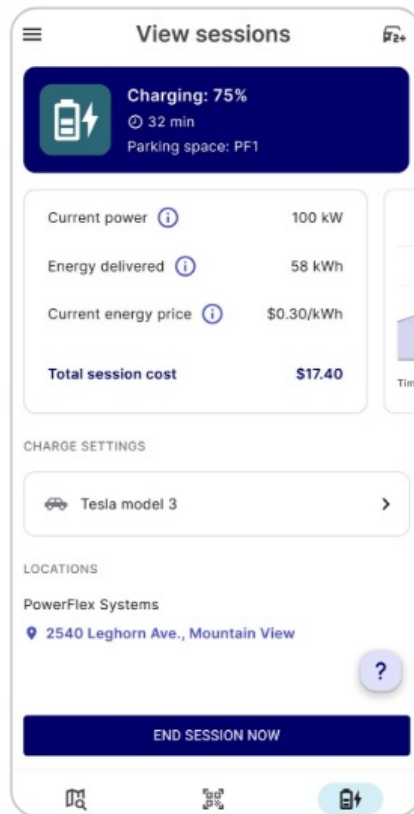 View sessions
2+
Charging: 75%
32 min
Parking space: PF1
Current power 100 kW
Energy delivered 58 kWh
Current energy price $0.30/kWh
Total session cost $17.40
Tim
CHARGE SETTINGS
Tesla model 3
LOCATIONS
PowerFlex Systems
2540 Leghorn Ave., Mountain View
?
END SESSION NOW